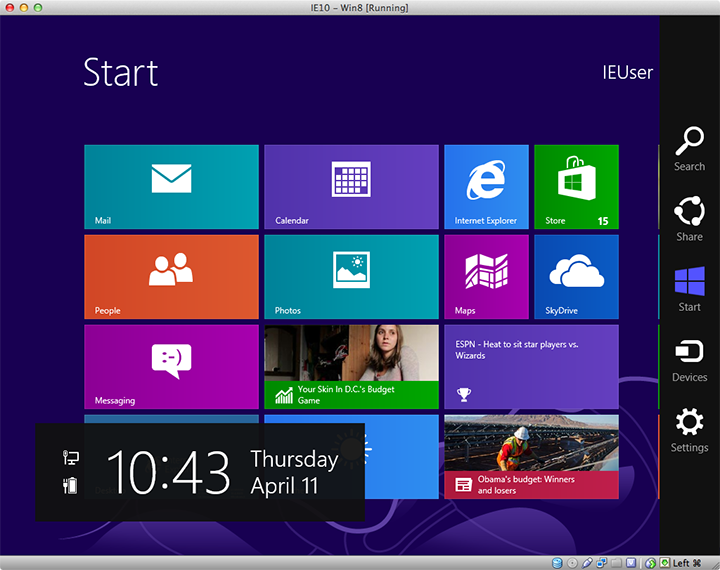 IE10 – Win8 [Running]
Start
IEUser
Search
Share
Start
Devices
Settings
Mail
Calendar
Internet Explorer
Store
15
People
Photos
Maps
SkyDrive
Messaging
Your Skin In D.C.'s Budget
Game
ESPN - Heat to sit star players vs.
Wizards
Obama's budget: Winners
and losers
10:43
Thursday
April 11
Left ⌘